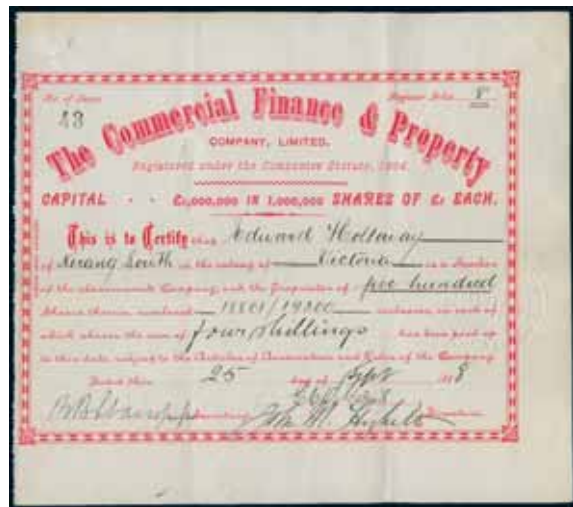 No. of Shares
Register Folio 8
43
The Commercial Finance & Property
COMPANY, LIMITED.
Registered under the Companies Statute, 1864
CAPITAL - - £1,000,000 IN 1,000,000 SHARES OF £1 EACH.
This is to Certify that Edward Holloway
of Kerang South in the colony of Victoria is a Member
of the abovenamed Company, and the Proprietor of five hundred
Shares therein numbered inclusive, in each of
which shares the sum of four shillings has been paid up
to this date, subject to the Articles of Association and Rules of the Company
Dated this 25 day of Sept 188 8